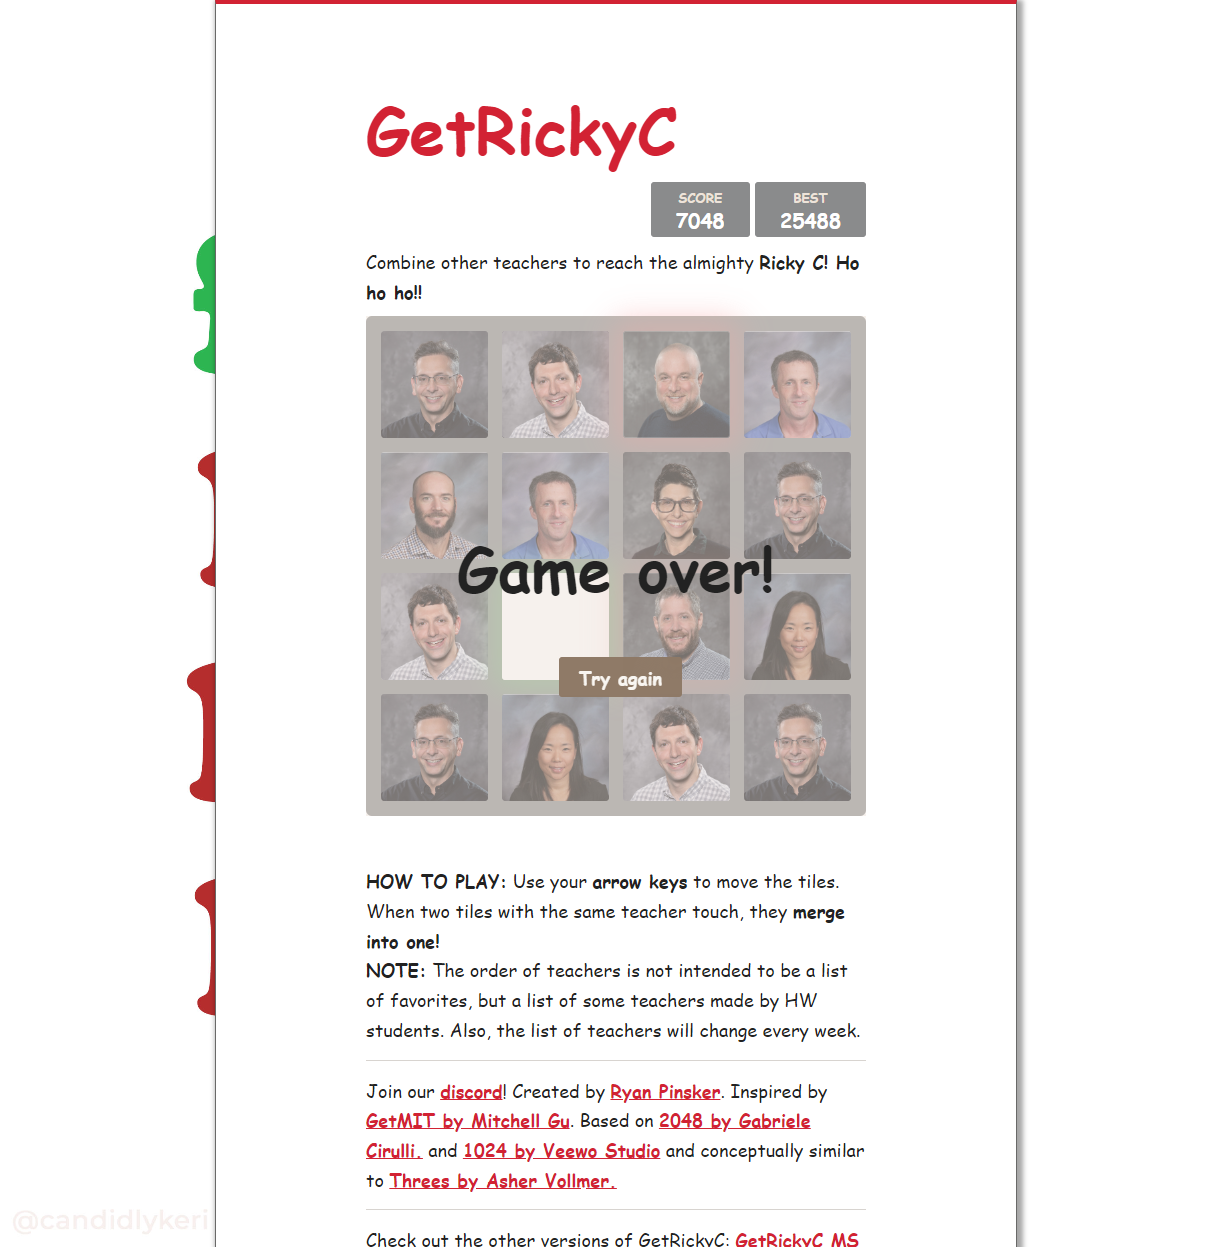 GetRickyC
SCORE
7048
BEST
25488
Combine other teachers to reach the almighty Ricky C! Ho
ho ho!!
Game over!
Try again
HOW TO PLAY: Use your arrow keys to move the tiles.
When two tiles with the same teacher touch, they merge
into one!
NOTE: The order of teachers is not intended to be a list
of favorites, but a list of some teachers made by HW
students. Also, the list of teachers will change every week.
Join our discord! Created by Ryan Pinsker. Inspired by
GetMIT by Mitchell Gu. Based on 2048 by Gabriele
Cirulli. and 1024 by Veewo Studio and conceptually similar
to Threes by Asher Vollmer.
@candidlykeri
Check out the other versions of GetRickyC: GetRickyC MS